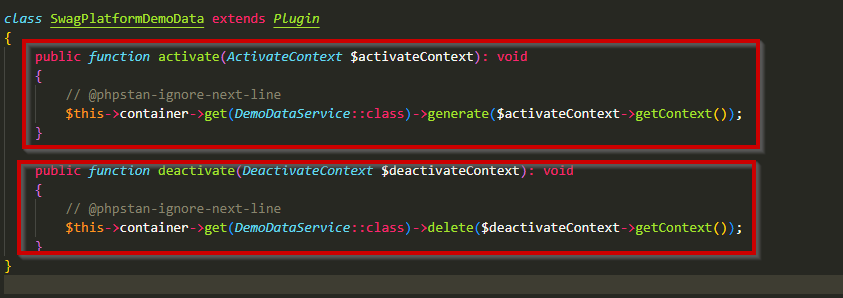 class SwagPlatformDemoData extends Plugin
{
public function activate(ActivateContext $activateContext): void
{
// @phpstan-ignore-next-line
$this->container->get(DemoDataService::class)->generate($activateContext->getContext());
}
public function deactivate(DeactivateContext $deactivateContext): void
{
// @phpstan-ignore-next-line
$this->container->get(DemoDataService::class)->delete($deactivateContext->getContext());
}
}